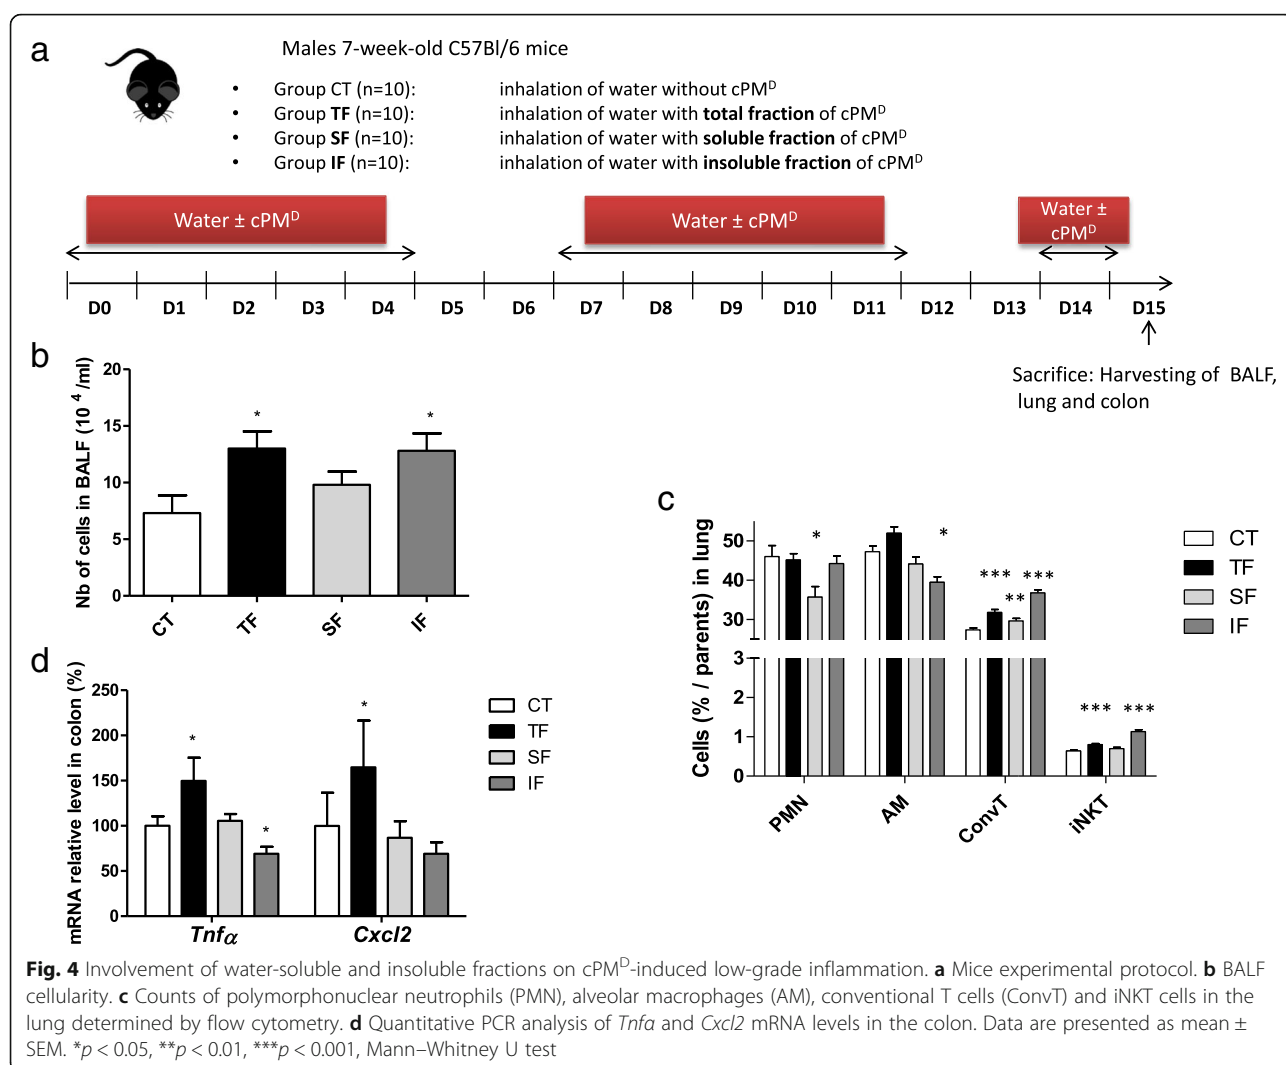 a
Males 7-week-old C57Bl/6 mice
• Group CT (n=10): inhalation of water without cPM^D
• Group TF (n=10): inhalation of water with total fraction of cPM^D
• Group SF (n=10): inhalation of water with soluble fraction of cPM^D
• Group IF (n=10): inhalation of water with insoluble fraction of cPM^D
Water ± cPM^D
Water ± cPM^D
Water ±
cPM^D
D0 D1 D2 D3 D4 D5 D6 D7 D8 D9 D10 D11 D12 D13 D14 D15
Sacrifice: Harvesting of BALF,
lung and colon
b
Nb of cells in BALF (10^4/ml)
20
15
10
5
0
* *
CT TF SF IF
c
Cells (% / parents) in lung
50
40
30
3
2
1
0
* * *** ** ***
*** ***
PMN AM ConvT iNKT
CT
TF
SF
IF
d
mRNA relative level in colon (%)
250
200
150
100
50
0
* * *
Tnfα Cxcl2
CT
TF
SF
IF
Fig. 4 Involvement of water-soluble and insoluble fractions on cPM^D-induced low-grade inflammation. a Mice experimental protocol. b BALF
cellularity. c Counts of polymorphonuclear neutrophils (PMN), alveolar macrophages (AM), conventional T cells (ConvT) and iNKT cells in the
lung determined by flow cytometry. d Quantitative PCR analysis of Tnfα and Cxcl2 mRNA levels in the colon. Data are presented as mean ±
SEM. *p < 0.05, **p < 0.01, ***p < 0.001, Mann–Whitney U test